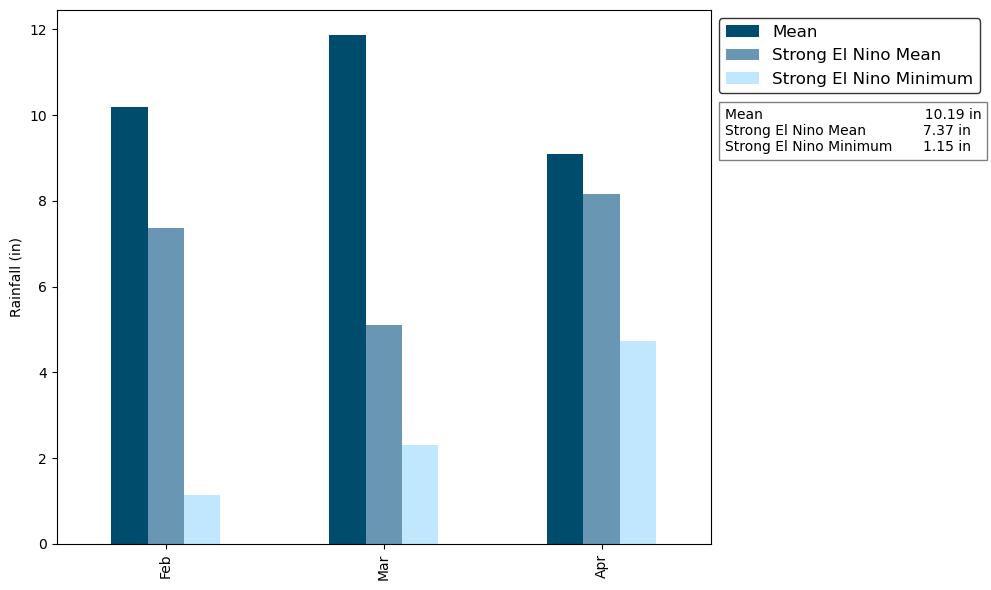 Mean
Strong El Nino Mean
Strong El Nino Minimum
Mean 10.19 in
Strong El Nino Mean 7.37 in
Strong El Nino Minimum 1.15 in
Rainfall (in)
12
10
8
6
4
2
0
Feb
Mar
Apr